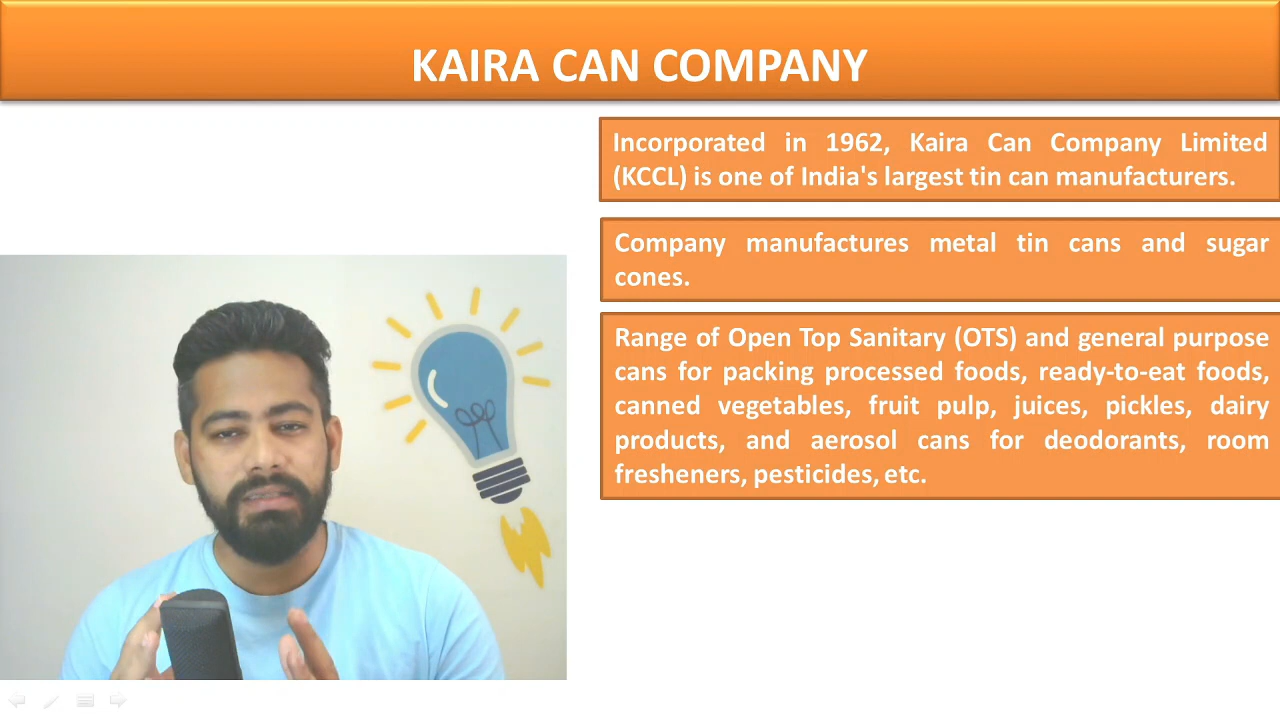 KAIRA CAN COMPANY
Incorporated in 1962, Kaira Can Company Limited
(KCCL) is one of India's largest tin can manufacturers.
Company manufactures metal tin cans and sugar
cones.
Range of Open Top Sanitary (OTS) and general purpose
cans for packing processed foods, ready-to-eat foods,
canned vegetables, fruit pulp, juices, pickles, dairy
products, and aerosol cans for deodorants, room
fresheners, pesticides, etc.